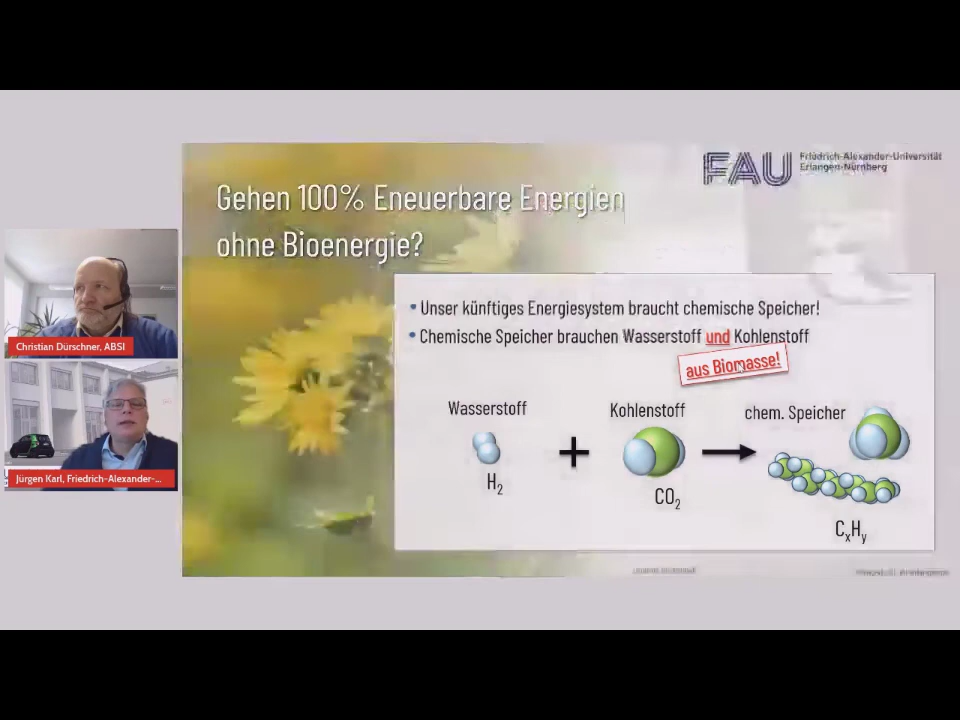 FAU
Friedrich-Alexander-Universität
Erlangen-Nürnberg
Gehen 100% Eneuerbare Energien
ohne Bioenergie?
• Unser künftiges Energiesystem braucht chemische Speicher!
• Chemische Speicher brauchen Wasserstoff und Kohlenstoff
aus Biomasse!
Wasserstoff
Kohlenstoff
chem. Speicher
+
H2
CO2
CxHy
Christian Dürschner, ABSI
Jürgen Karl, Friedrich-Alexander-...